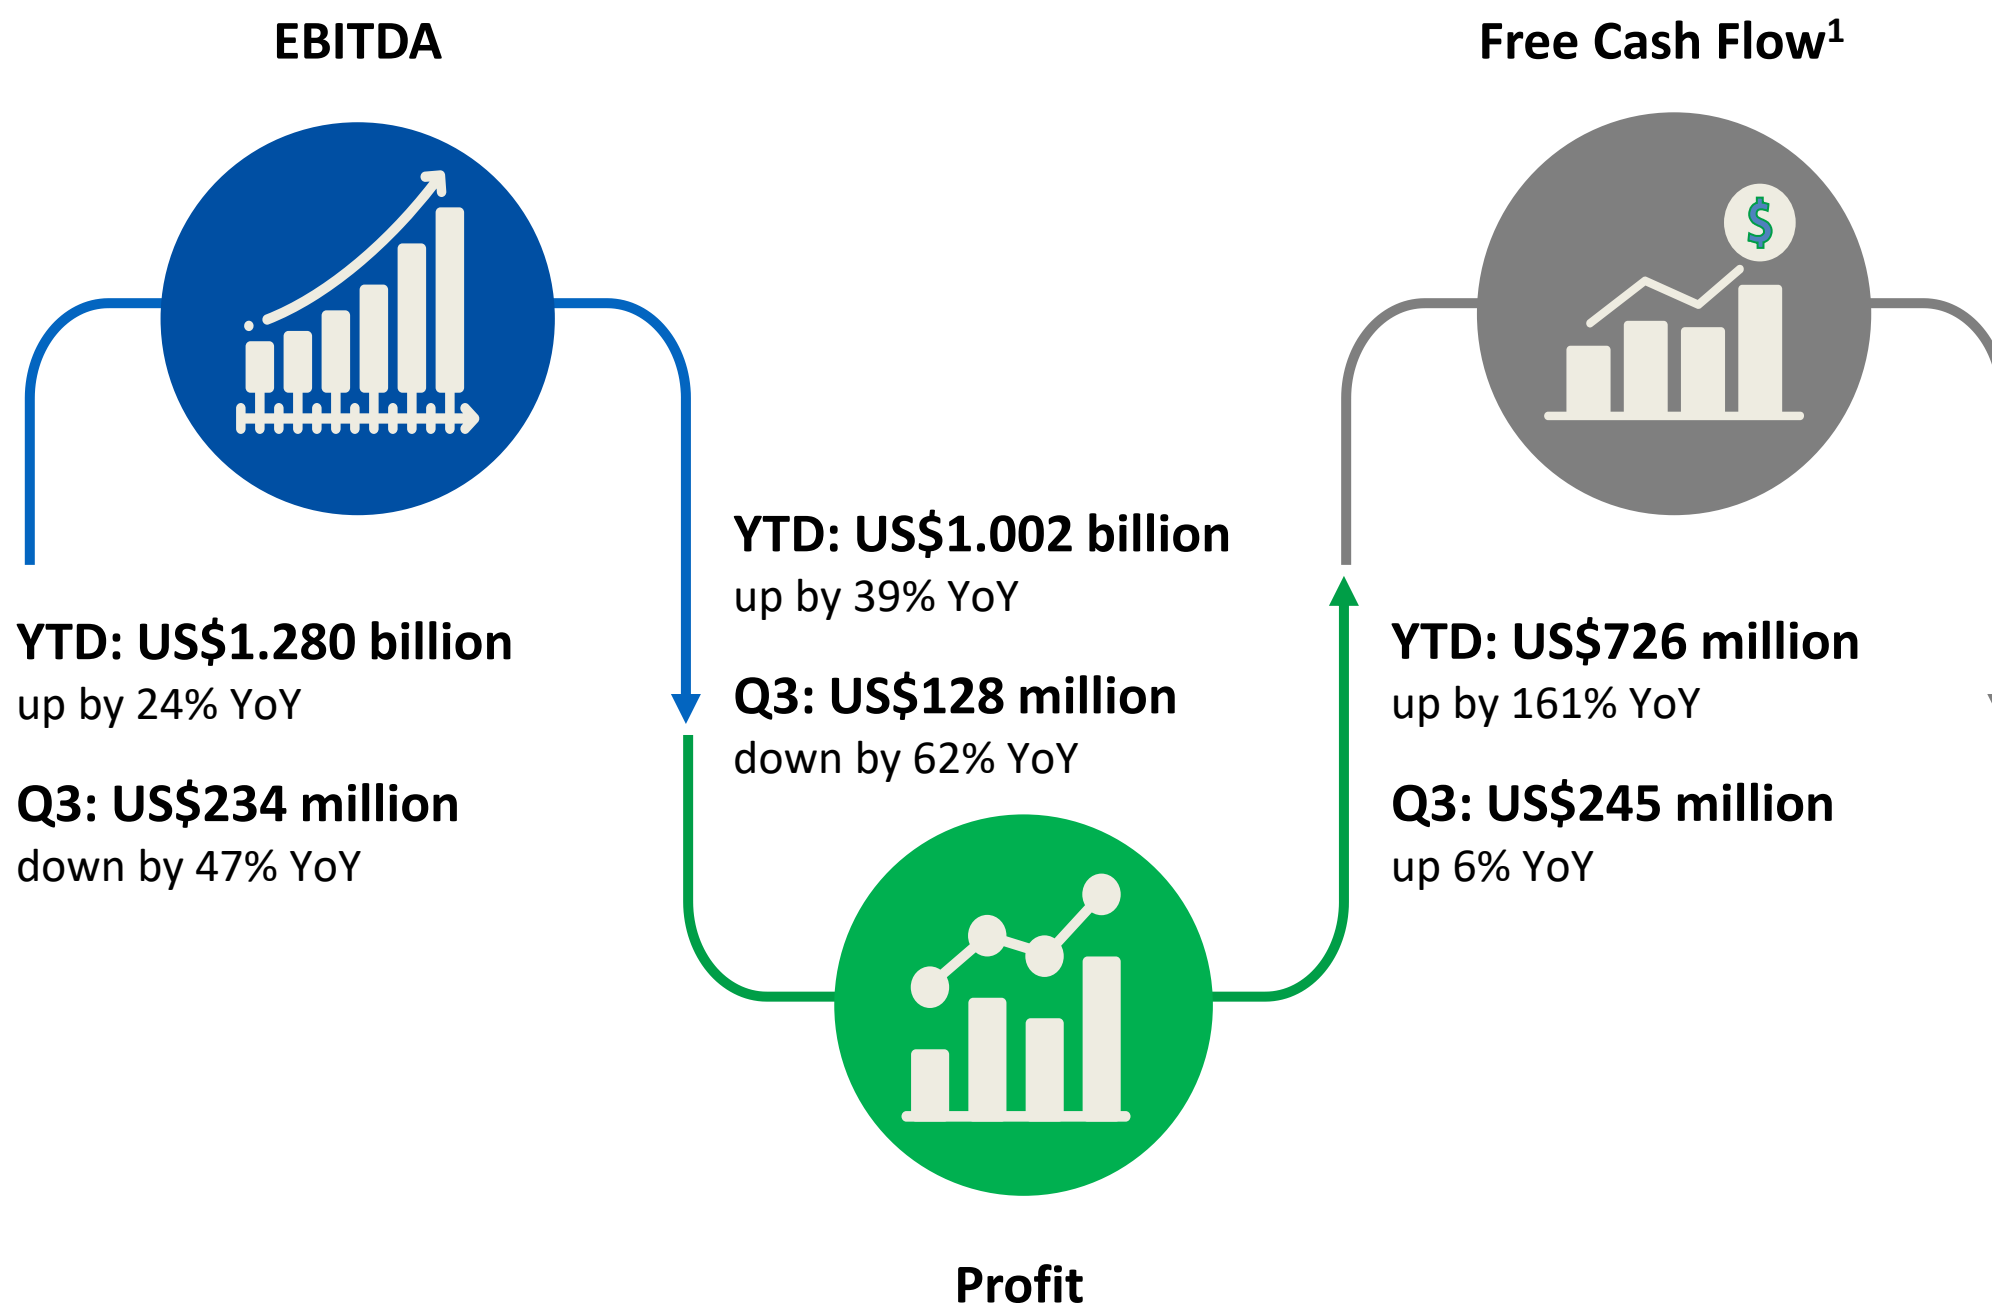 EBITDA
YTD: US$1.280 billion
up by 24% YoY
Q3: US$234 million
down by 47% YoY
YTD: US$1.002 billion
up by 39% YoY
Q3: US$128 million
down by 62% YoY
Profit
Free Cash Flow¹
$
YTD: US$726 million
up by 161% YoY
Q3: US$245 million
up 6% YoY